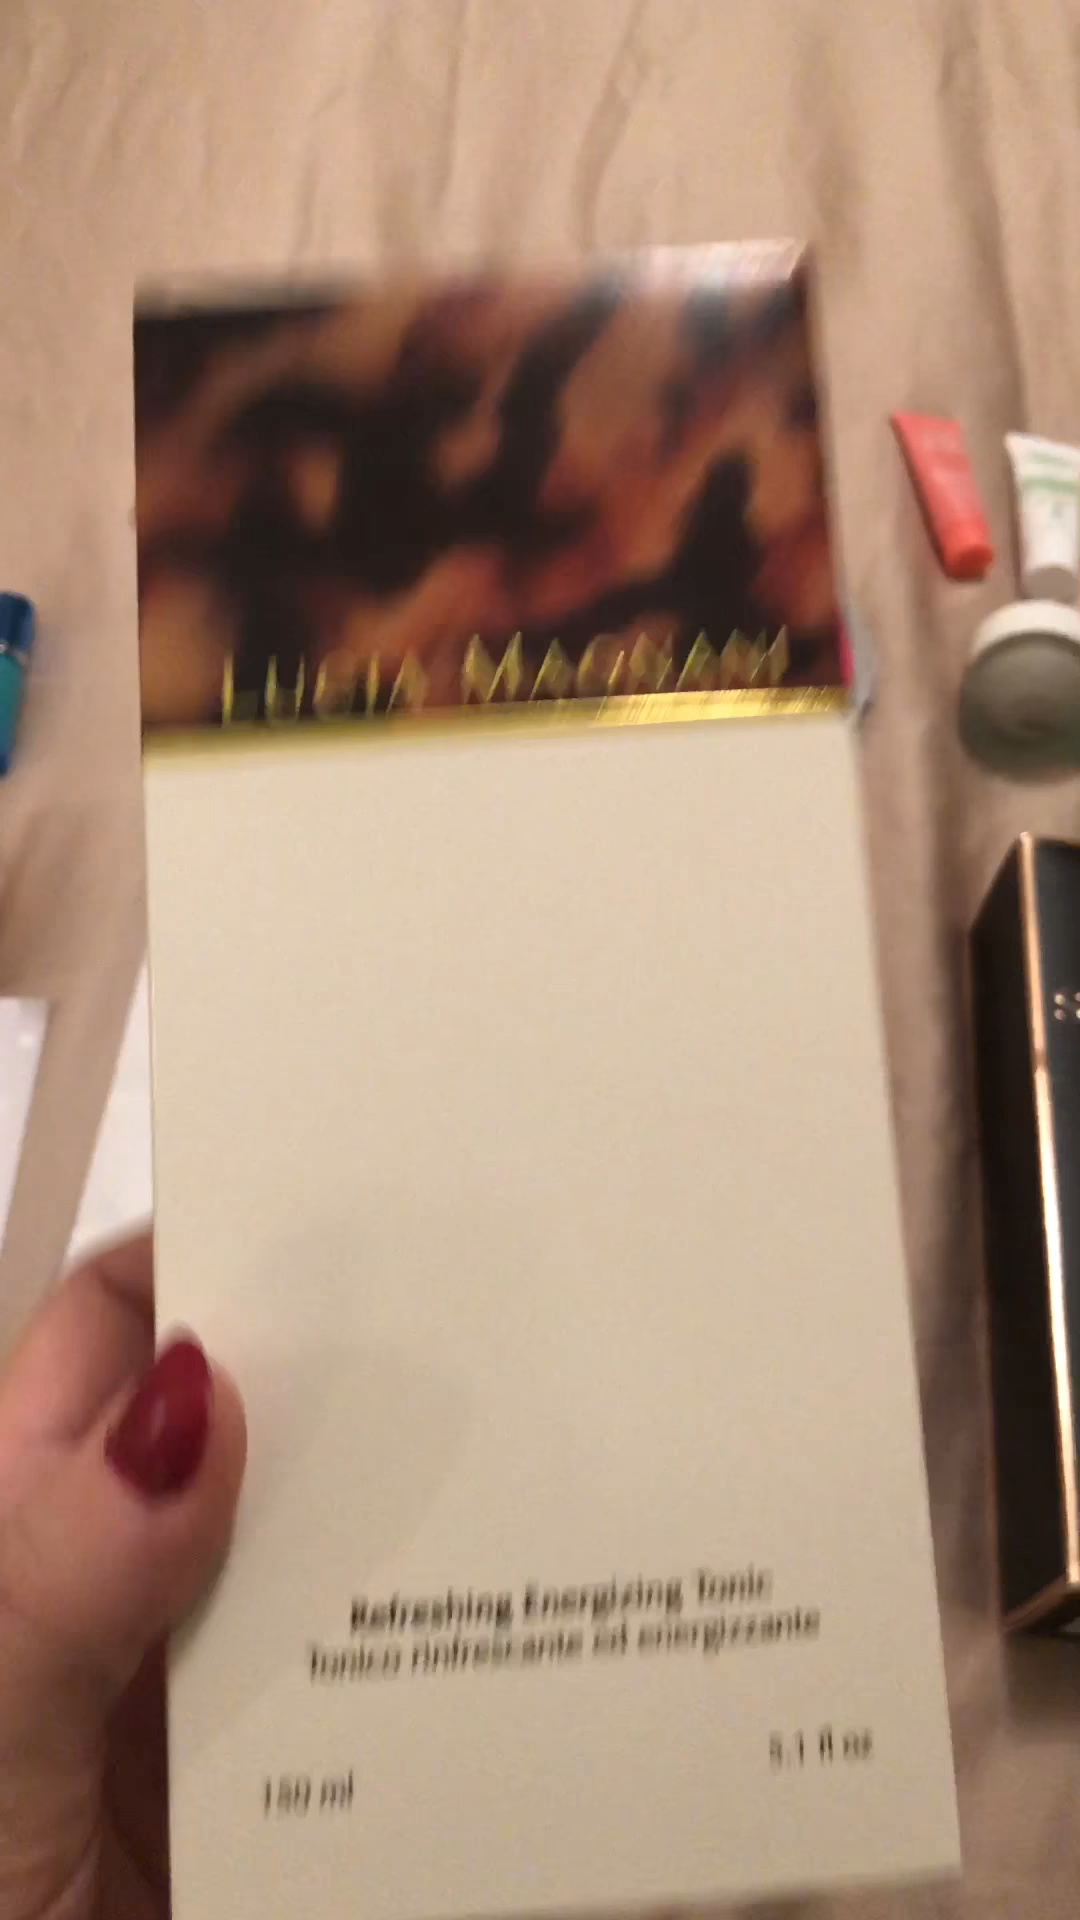 LUCIA MAGNANI
Refreshing Energizing Tonic
Tonico rinfrescante ed energizzante
150 ml
5.1 fl oz